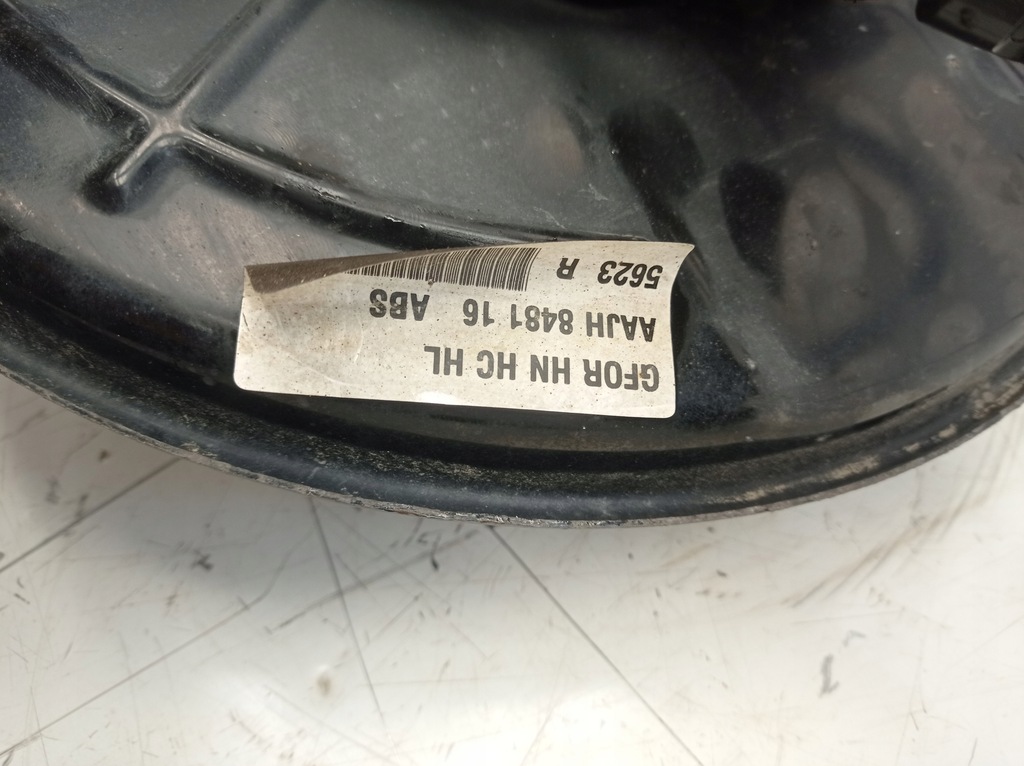 GFOR HN HC HL
AAJH 8481 16 ABS
5623 R